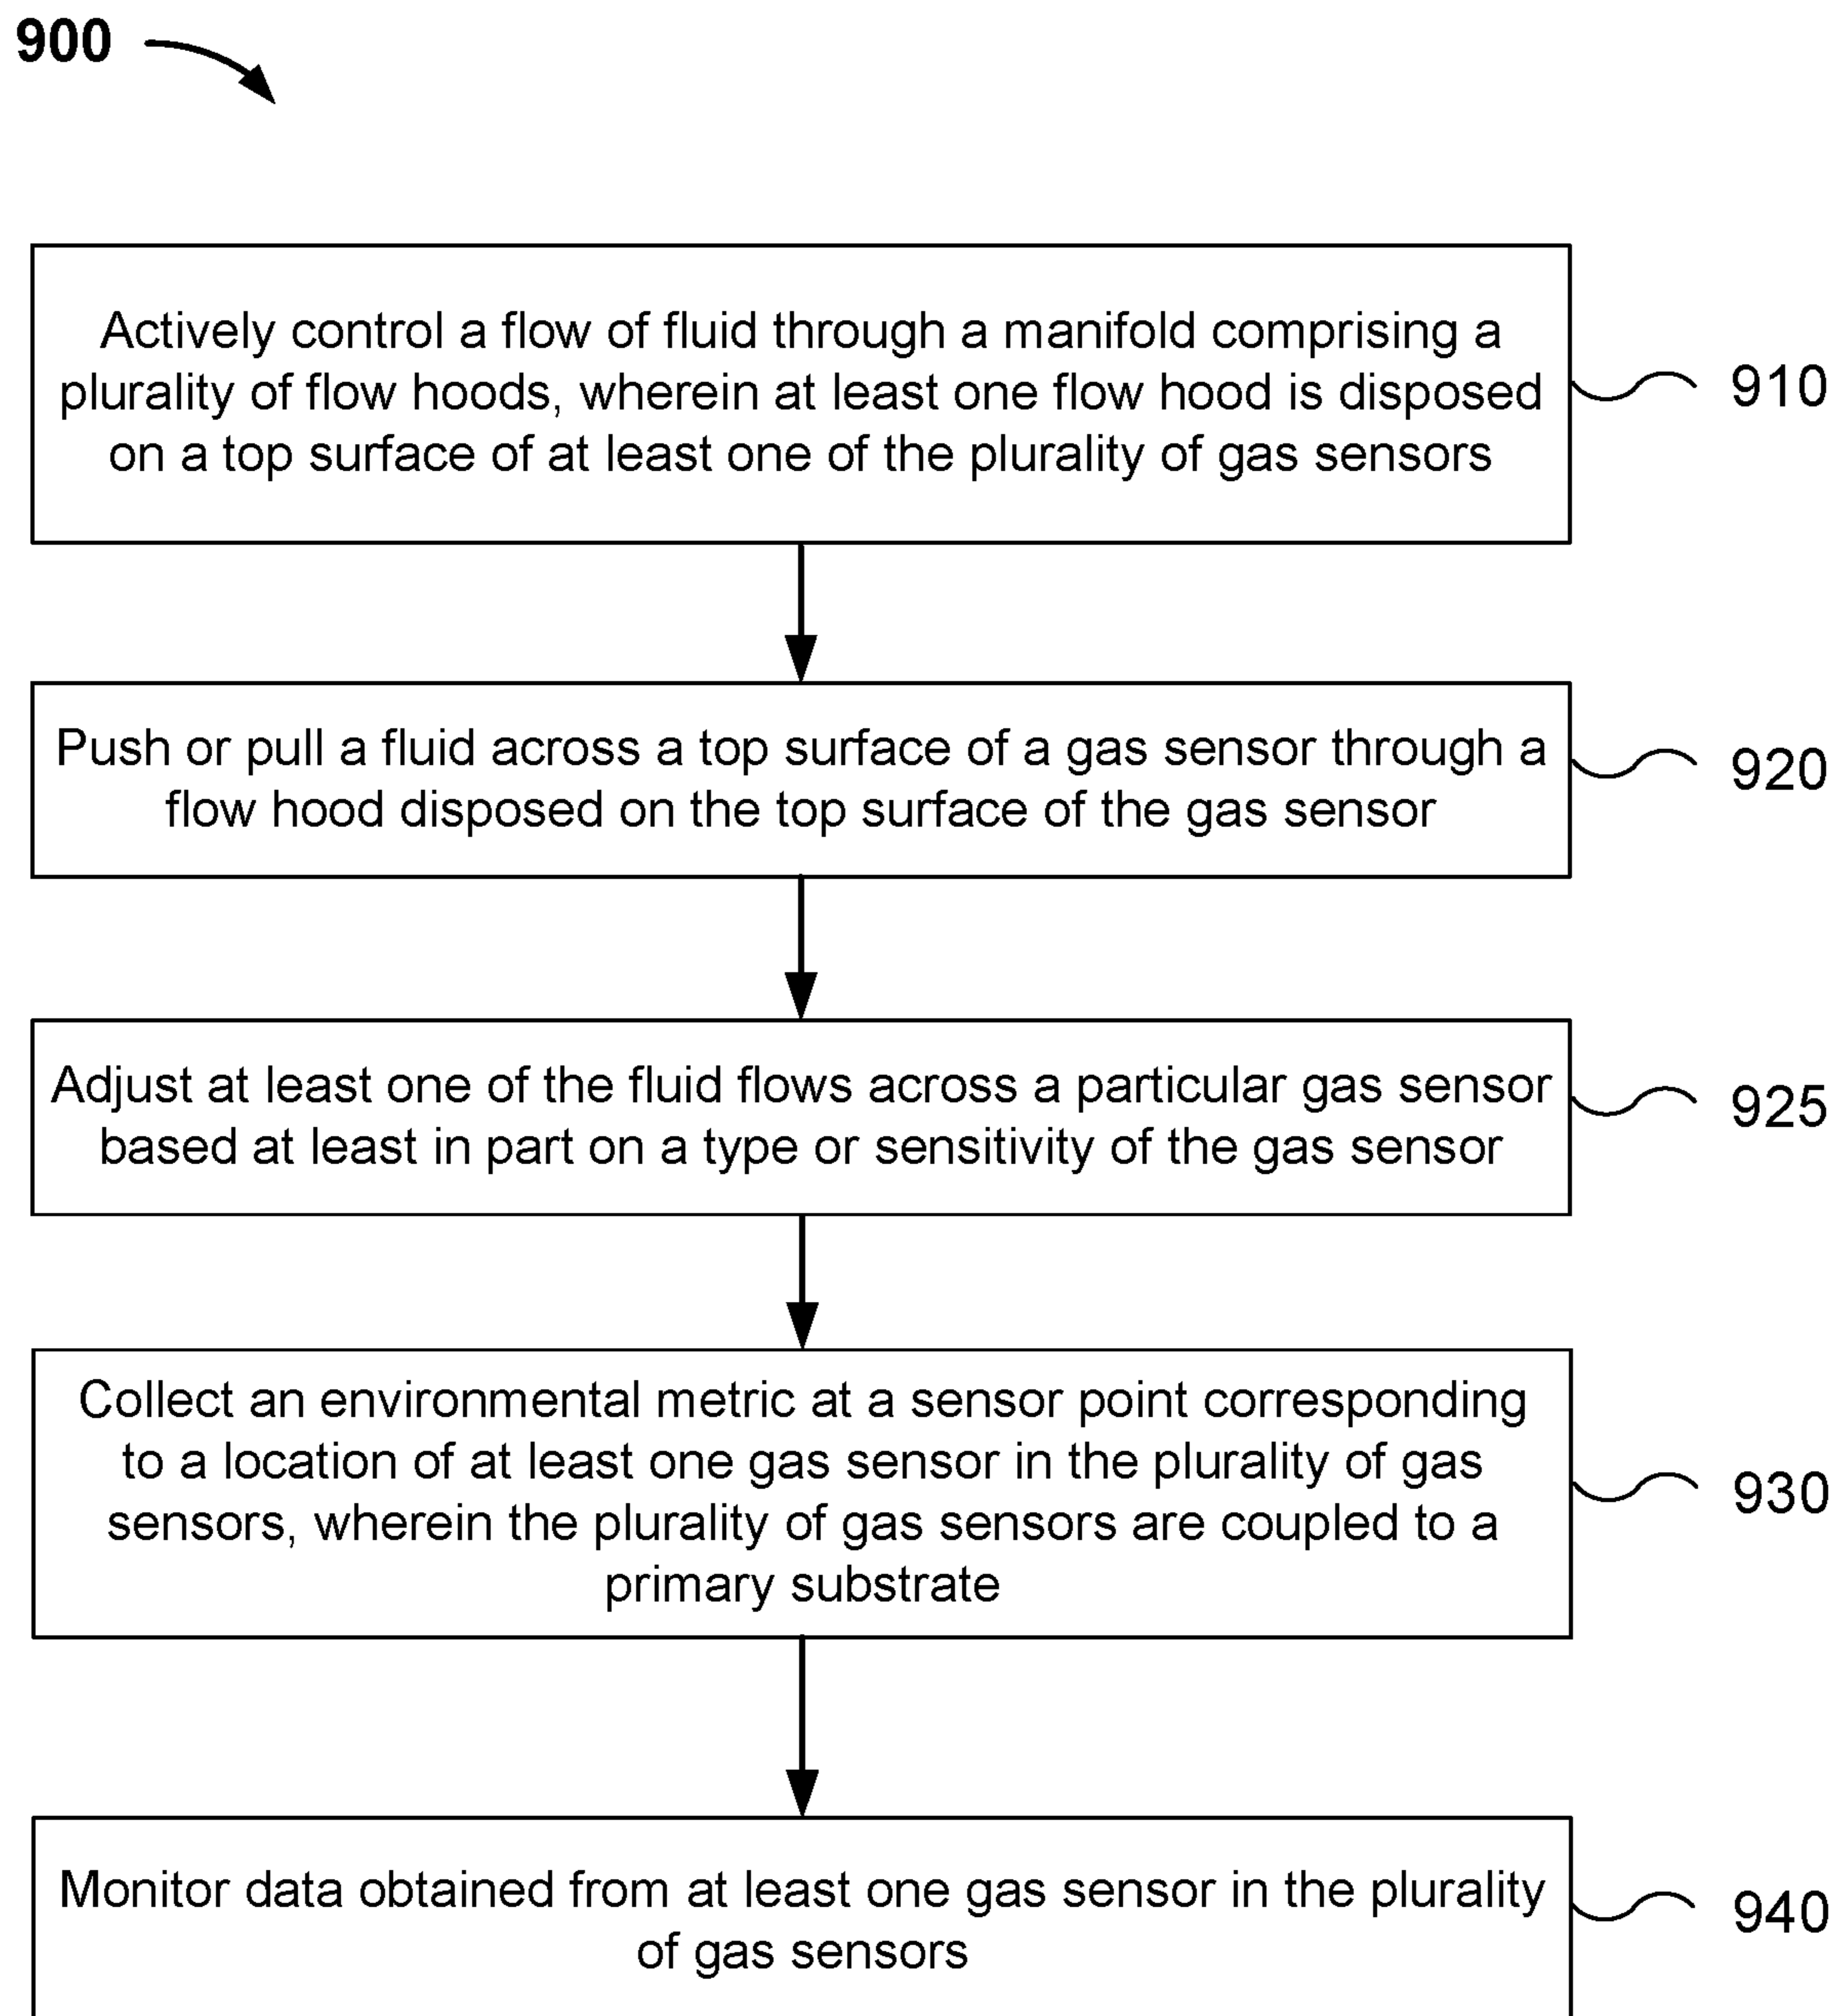 900
Actively control a flow of fluid through a manifold comprising a
plurality of flow hoods, wherein at least one flow hood is disposed
on a top surface of at least one of the plurality of gas sensors
910
Push or pull a fluid across a top surface of a gas sensor through a
flow hood disposed on the top surface of the gas sensor
920
Adjust at least one of the fluid flows across a particular gas sensor
based at least in part on a type or sensitivity of the gas sensor
925
Collect an environmental metric at a sensor point corresponding
to a location of at least one gas sensor in the plurality of gas
sensors, wherein the plurality of gas sensors are coupled to a
primary substrate
930
Monitor data obtained from at least one gas sensor in the plurality
of gas sensors
940